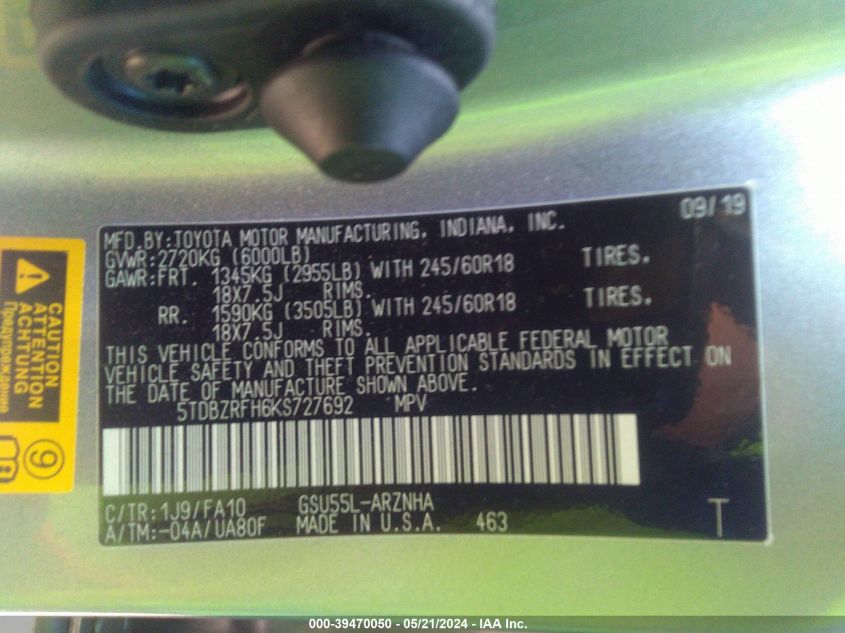 09/19
MFD.BY:TOYOTA MOTOR MANUFACTURING, INDIANA, INC.
GVWR:2720KG (6000LB)
GAWR:FRT. 1345KG (2955LB) WITH 245/60R18 TIRES.
18X7.5J RIMS.
RR. 1590KG (3505LB) WITH 245/60R18 TIRES.
18X7.5J RIMS.
THIS VEHICLE CONFORMS TO ALL APPLICABLE FEDERAL MOTOR
VEHICLE SAFETY AND THEFT PREVENTION STANDARDS IN EFFECT ON
THE DATE OF MANUFACTURE SHOWN ABOVE.
5TDBZRFH6KS727692 MPV
C/TR:1J9/FA10 GSU55L-ARZNHA
A/TM:-04A/UA80F MADE IN U.S.A. 463
T
CAUTION
ATTENTION
ACHTUNG
Предупреждение
9
000-39470050 - 05/21/2024 - IAA Inc.